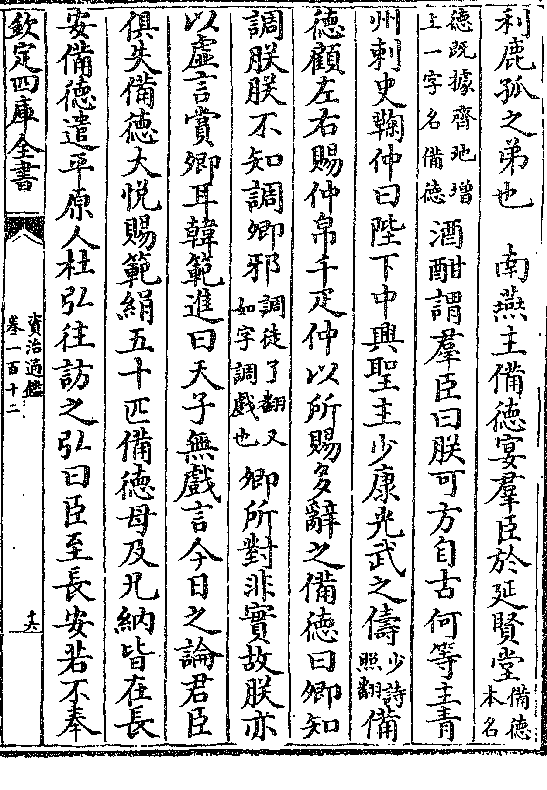 利鹿孤之弟也　南燕主備德宴羣臣於延賢堂備德本名
德既據齊地增上一字名備德酒酣謂羣臣曰朕可方自古何等主青
州刺史鞠仲曰陛下中興聖主少康光武之儔少詩照翻備
德顧左右賜仲帛千疋仲以所賜多辭之備德曰卿知
調朕朕不知調卿邪調徒了翻又如字調戲也卿所對非實故朕亦
以虛言賞卿耳韓範進曰天子無戲言今日之論君臣
俱失備德大悅賜範絹五十匹備德母及兄納皆在長
安備德遣平原人杜弘往訪之弘曰臣至長安若不奉
欽定四庫全書
資治通鑑
卷一百十二
十六